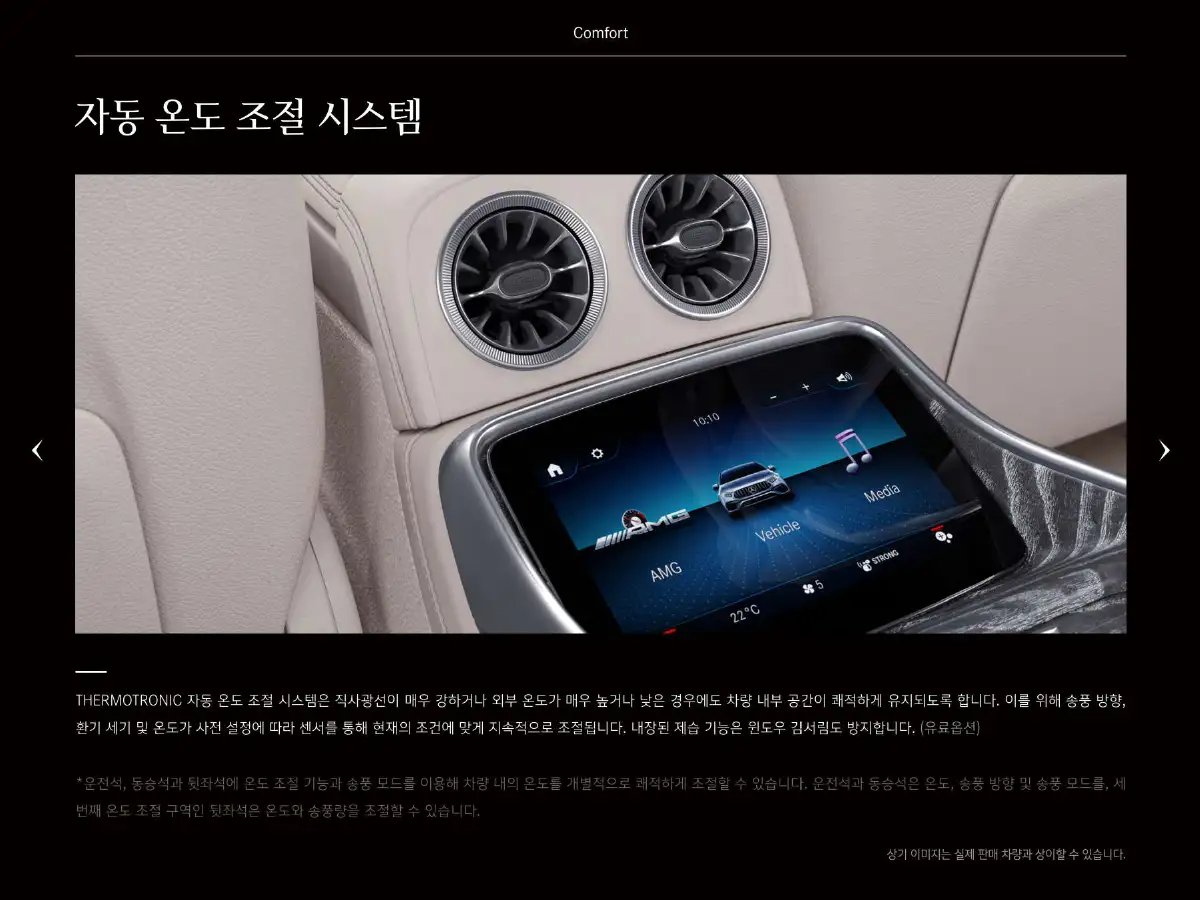 Comfort
자동 온도 조절 시스템
10:10
- +
AMG
Vehicle
Media
AMG
22°C
5
STRONG
THERMOTRONIC 자동 온도 조절 시스템은 직사광선이 매우 강하거나 외부 온도가 매우 높거나 낮은 경우에도 차량 내부 공간이 쾌적하게 유지되도록 합니다. 이를 위해 송풍 방향,
환기 세기 및 온도가 사전 설정에 따라 센서를 통해 현재의 조건에 맞게 지속적으로 조절됩니다. 내장된 제습 기능은 윈도우 김서림도 방지합니다. (유료옵션)
*운전석, 동승석과 뒷좌석에 온도 조절 기능과 송풍 모드를 이용해 차량 내의 온도를 개별적으로 쾌적하게 조절할 수 있습니다. 운전석과 동승석은 온도, 송풍 방향 및 송풍 모드를, 세
번째 온도 조절 구역인 뒷좌석은 온도와 송풍량을 조절할 수 있습니다.
상기 이미지는 실제 판매 차량과 상이할 수 있습니다.